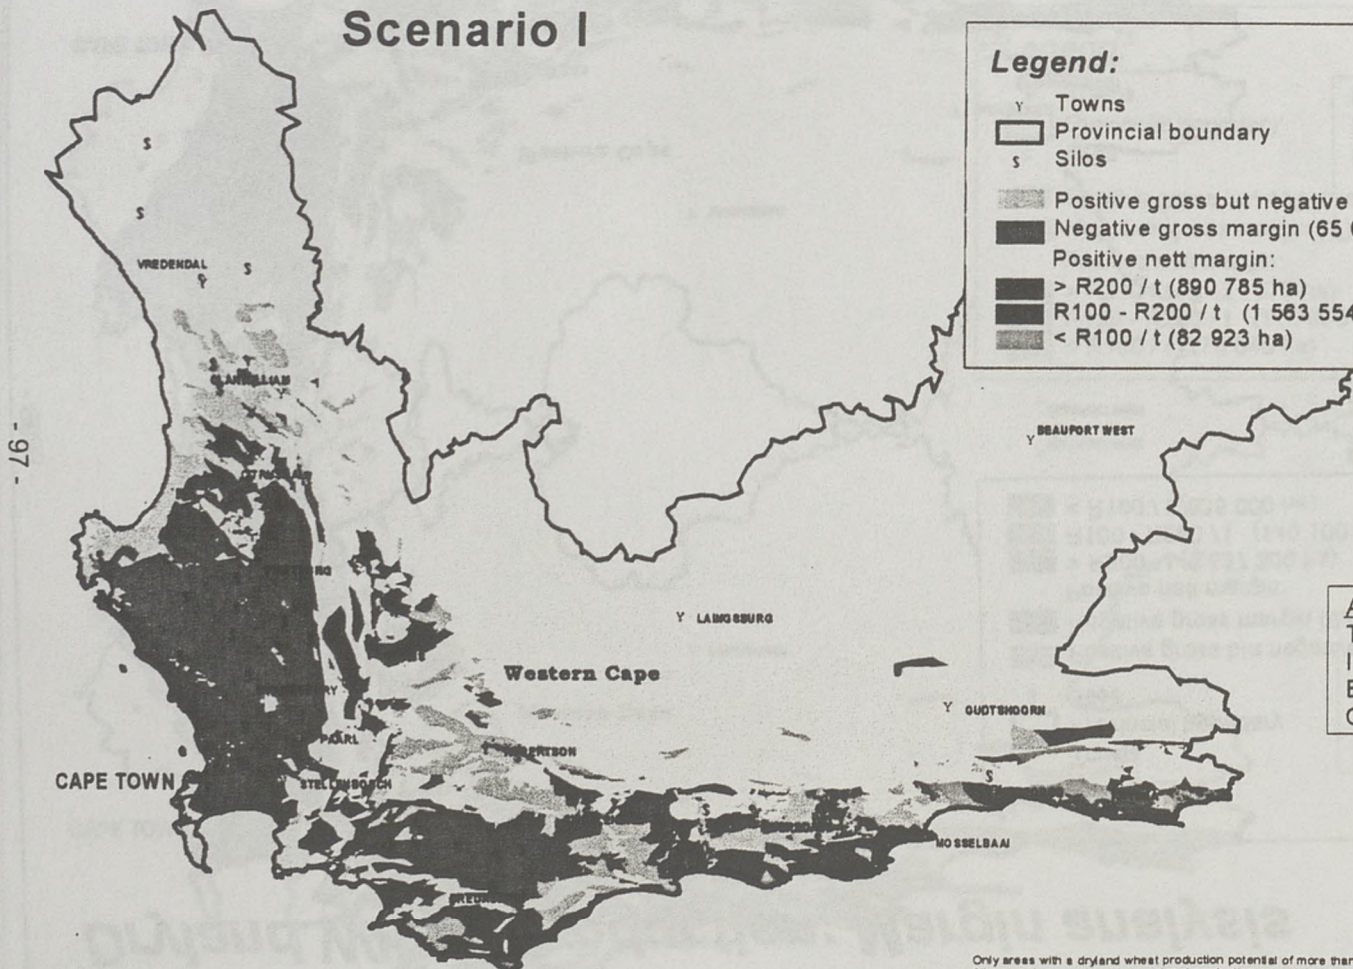 Scenario I
Legend:
Y Towns
Provincial boundary
S Silos
Positive gross but negative
Negative gross margin (65
Positive nett margin:
> R200 / t (890 785 ha)
R100 - R200 / t (1 563 554
< R100 / t (82 923 ha)
- 97 -
S
S
VREDENDAL
S
BEAUFORT WEST
Y
Y LAINGSBURG
Western Cape
Y OUDTSHOORN
PAARL
ROBERTSON
CAPE TOWN
STELLENBOSCH
S
S
MOSSELBAAI
Only areas with a dryland wheat production potential of more than